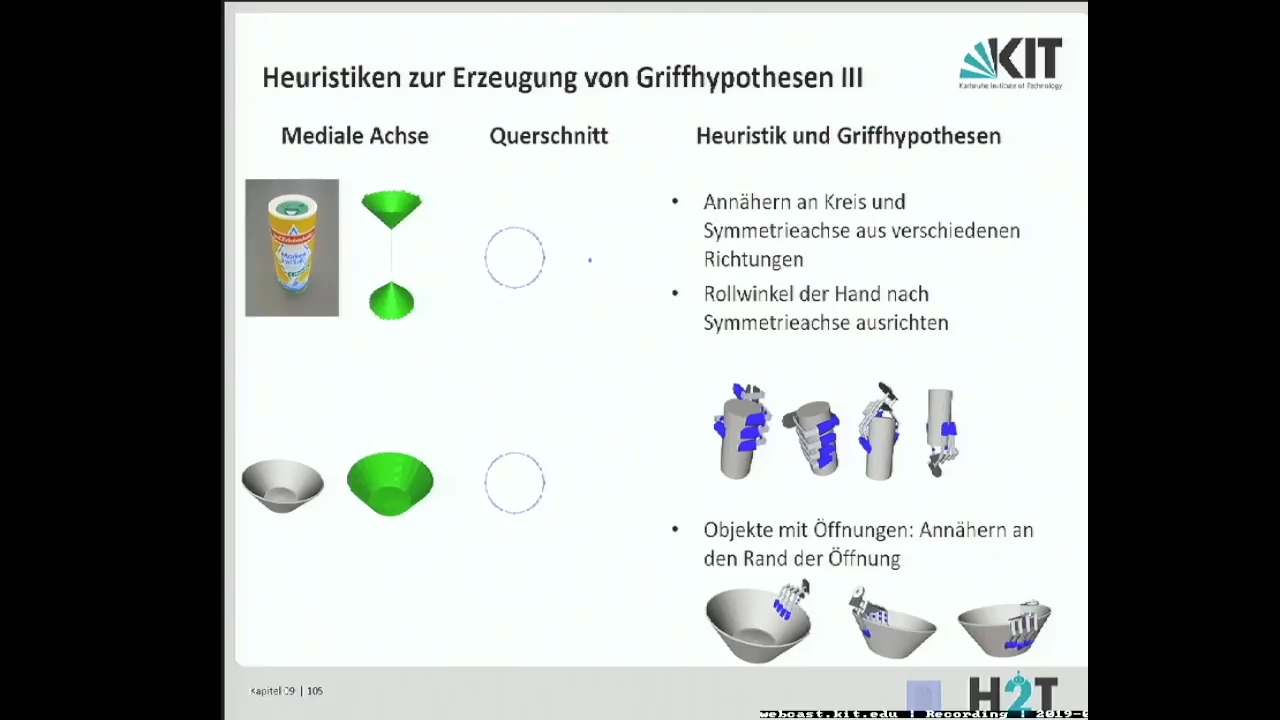 KIT
Karlsruhe Institute of Technology
Heuristiken zur Erzeugung von Griffhypothesen III
Mediale Achse
Querschnitt
Heuristik und Griffhypothesen
• Annähern an Kreis und
Symmetrieachse aus verschiedenen
Richtungen
• Rollwinkel der Hand nach
Symmetrieachse ausrichten
• Objekte mit Öffnungen: Annähern an
den Rand der Öffnung
Kapitel 09 | 105
H2T
webcast.kit.edu | Recording | 2019-